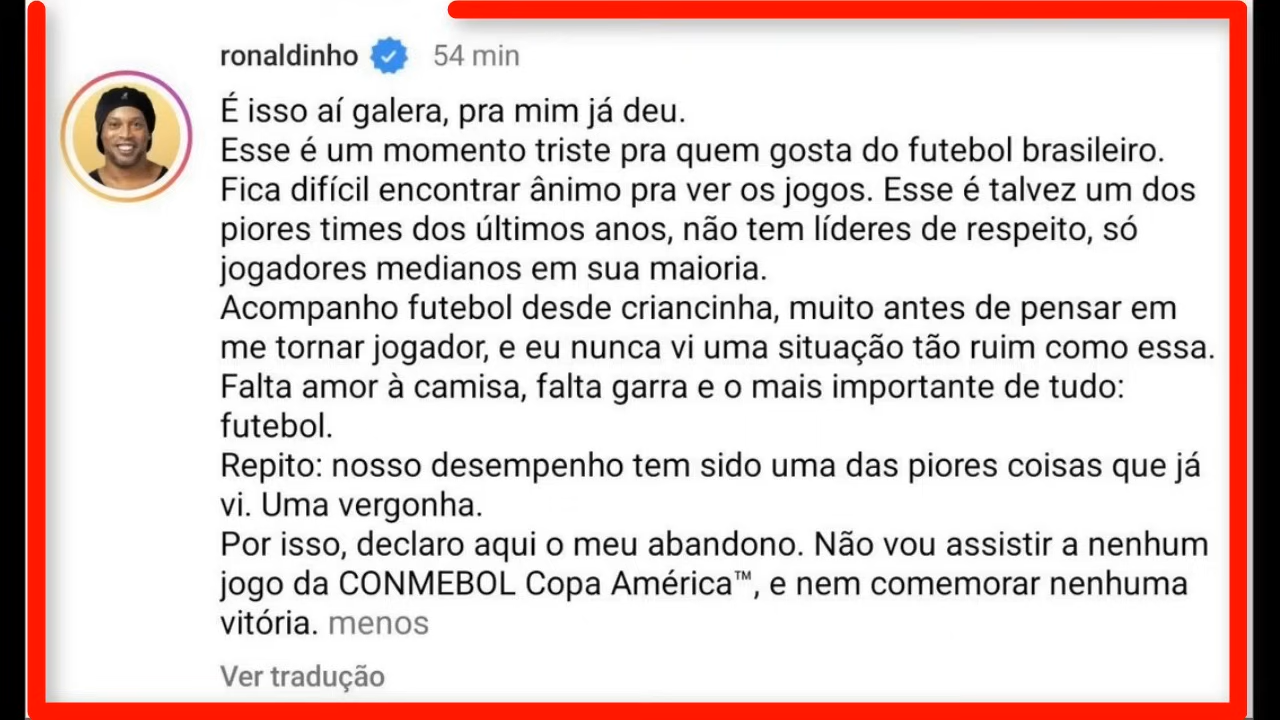 ronaldinho 54 min
É isso aí galera, pra mim já deu.
Esse é um momento triste pra quem gosta do futebol brasileiro.
Fica difícil encontrar ânimo pra ver os jogos. Esse é talvez um dos
piores times dos últimos anos, não tem líderes de respeito, só
jogadores medianos em sua maioria.
Acompanho futebol desde criancinha, muito antes de pensar em
me tornar jogador, e eu nunca vi uma situação tão ruim como essa.
Falta amor à camisa, falta garra e o mais importante de tudo:
futebol.
Repito: nosso desempenho tem sido uma das piores coisas que já
vi. Uma vergonha.
Por isso, declaro aqui o meu abandono. Não vou assistir a nenhum
jogo da CONMEBOL Copa América™, e nem comemorar nenhuma
vitória. menos
Ver tradução